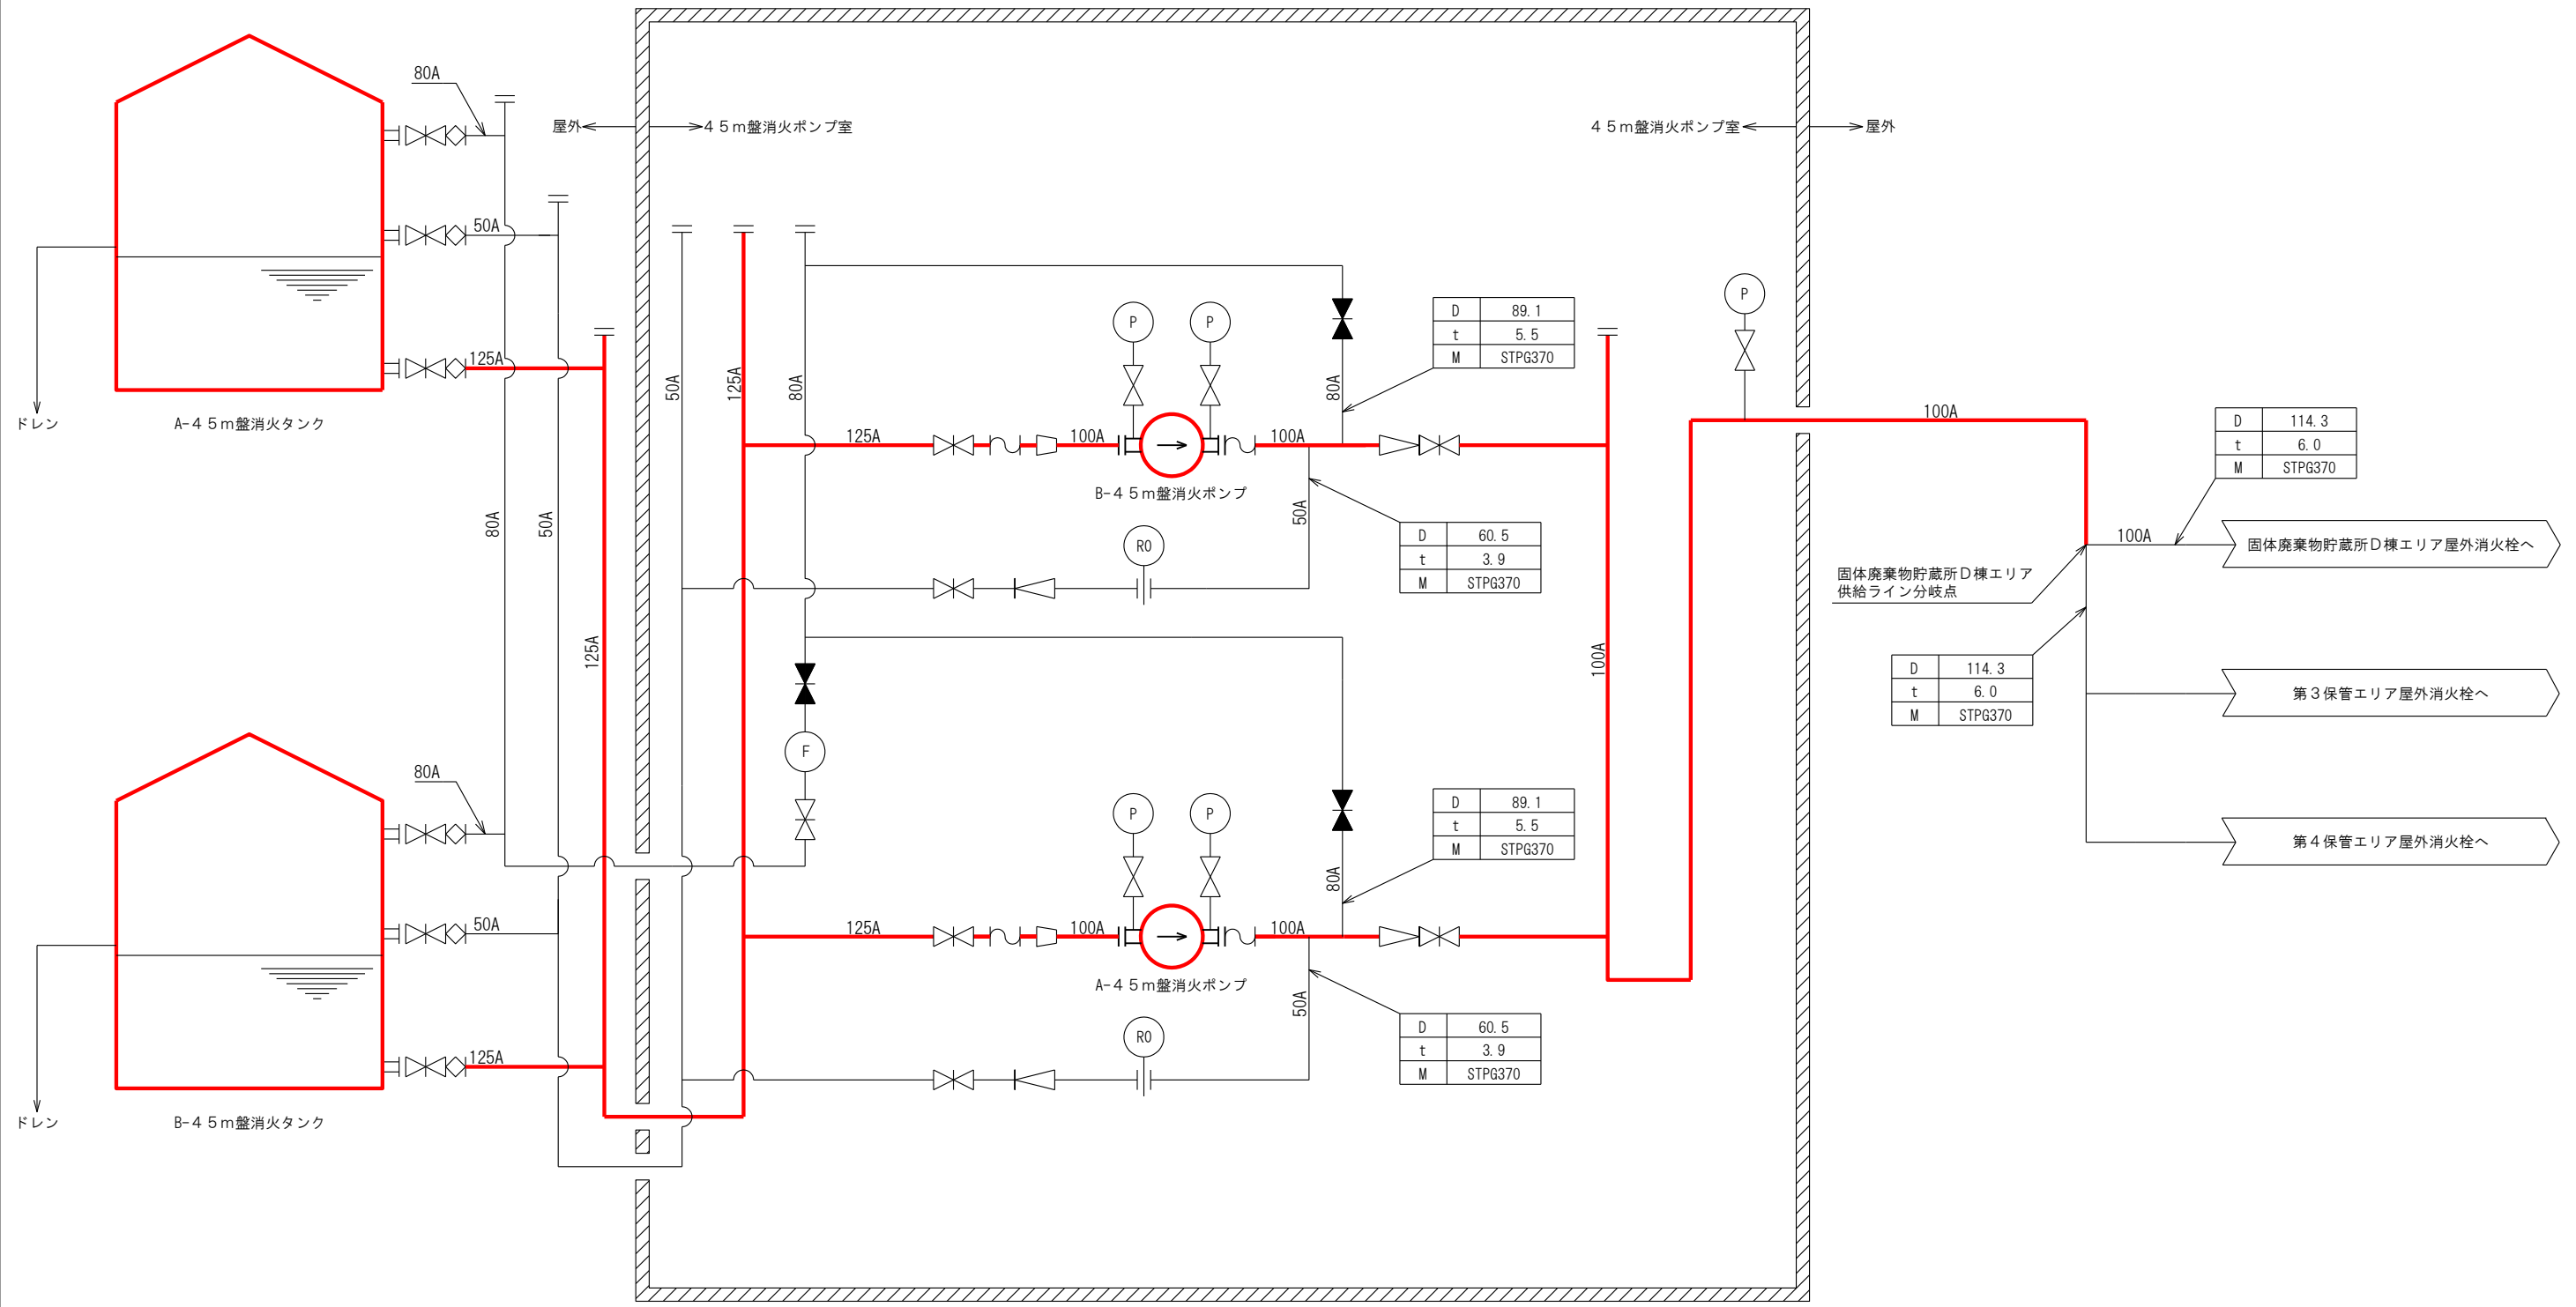 80A
屋外
４５ｍ盤消火ポンプ室
４５ｍ盤消火ポンプ室
屋外
50A
125A
ドレン
A-４５ｍ盤消火タンク
80A
50A
125A
50A
125A
80A
P
P
D 89.1
t 5.5
M STPG370
80A
125A
100A
100A
B-４５ｍ盤消火ポンプ
50A
D 60.5
t 3.9
M STPG370
RO
P
100A
100A
D 114.3
t 6.0
M STPG370
100A
固体廃棄物貯蔵所Ｄ棟エリア屋外消火栓へ
固体廃棄物貯蔵所Ｄ棟エリア
供給ライン分岐点
D 114.3
t 6.0
M STPG370
第３保管エリア屋外消火栓へ
第４保管エリア屋外消火栓へ
F
80A
50A
125A
ドレン
B-４５ｍ盤消火タンク
P
P
D 89.1
t 5.5
M STPG370
80A
125A
100A
100A
A-４５ｍ盤消火ポンプ
50A
D 60.5
t 3.9
M STPG370
RO